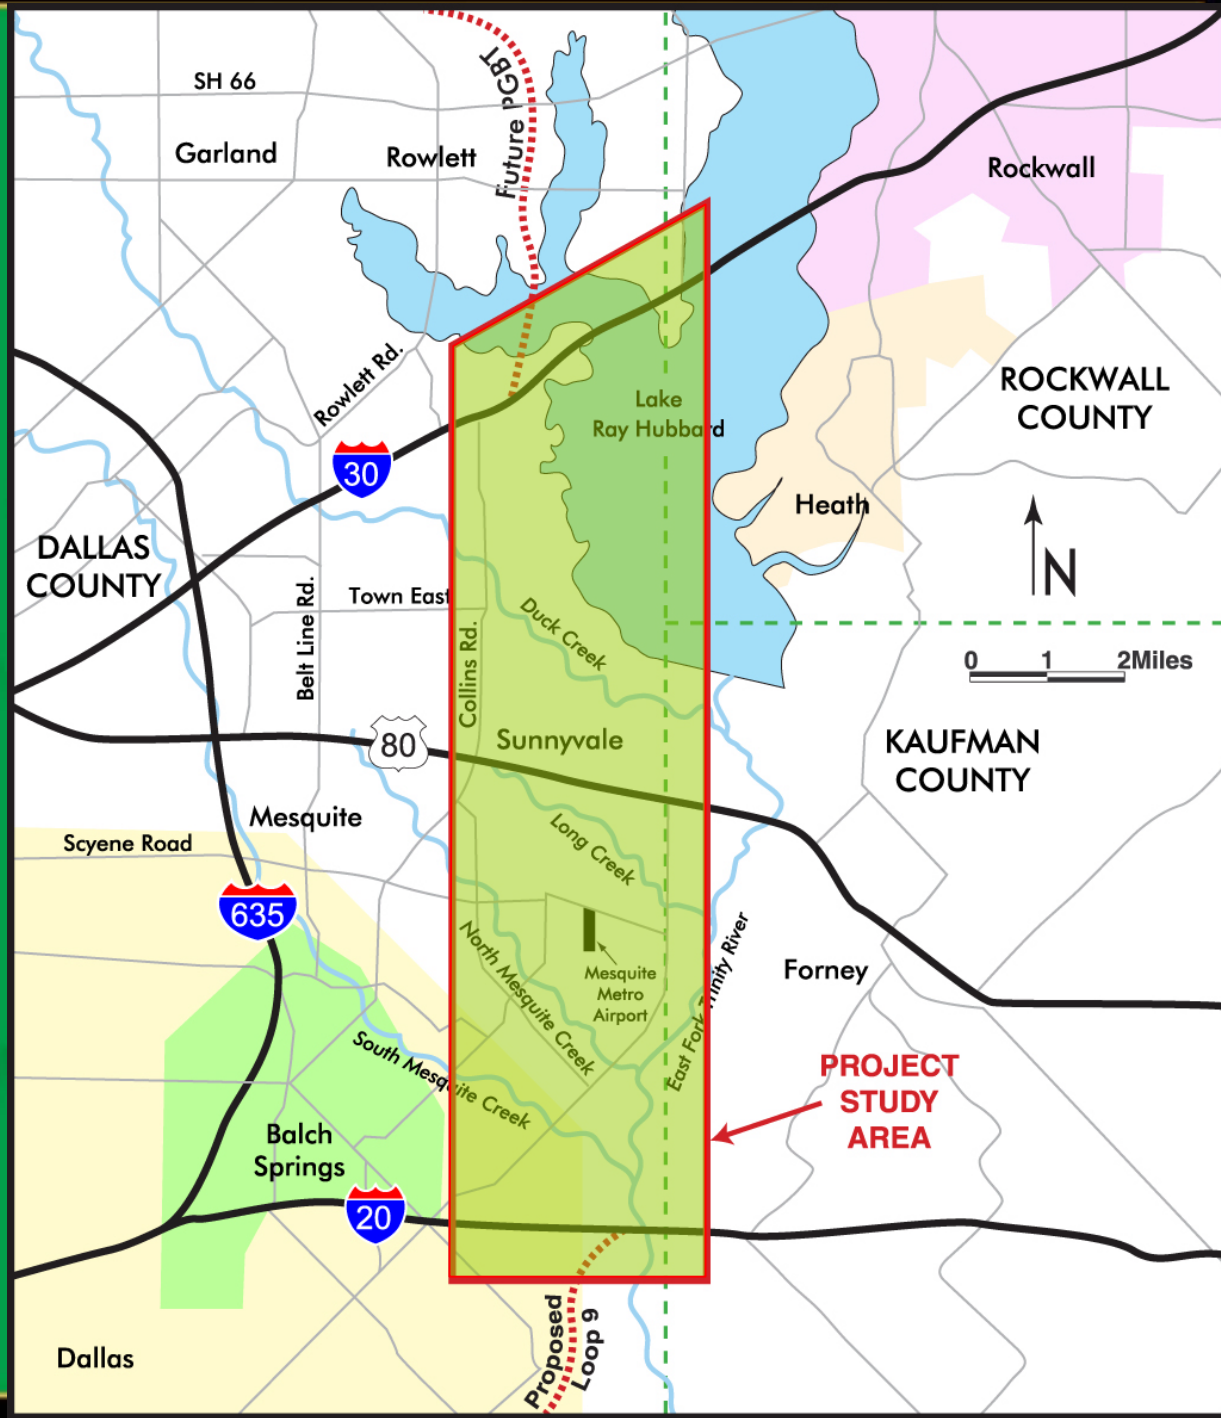 SH 66
Garland
Rowlett
Future PGBT
Rockwall
Rowlett Rd.
Lake
Ray Hubbard
ROCKWALL
COUNTY
30
Heath
N
DALLAS
COUNTY
Belt Line Rd.
Town East
Collins Rd.
Duck Creek
0 1 2Miles
80
Sunnyvale
KAUFMAN
COUNTY
Mesquite
Scyene Road
Long Creek
635
North Mesquite Creek
Mesquite
Metro
Airport
East Fork Trinity River
Forney
South Mesquite Creek
PROJECT
STUDY
AREA
Balch
Springs
20
Proposed
Loop 9
Dallas